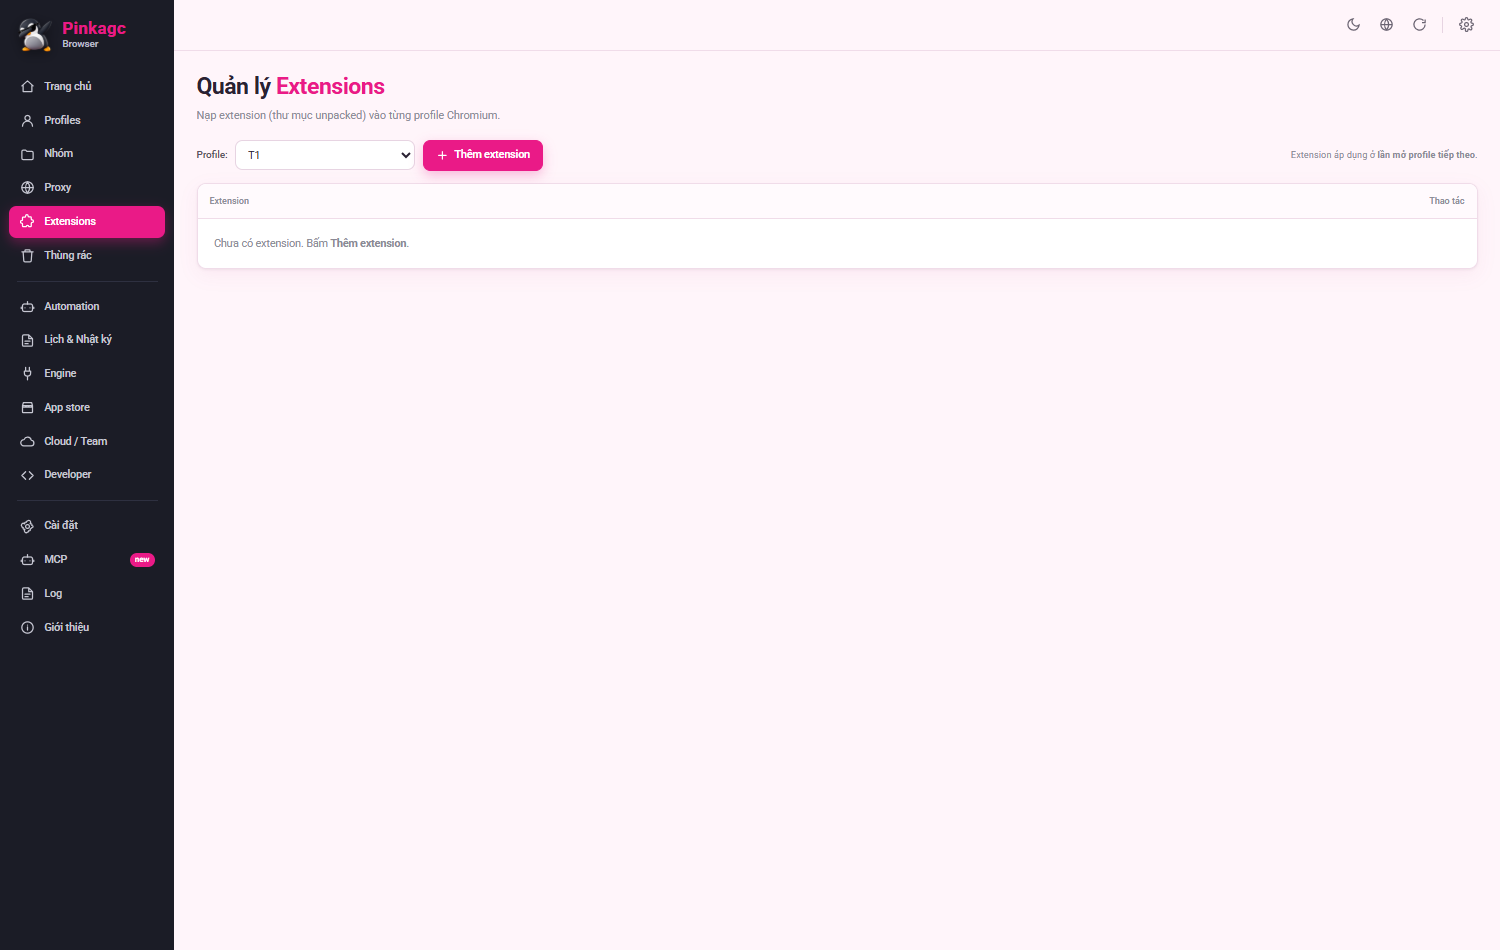 Pinkagc
Browser
Trang chủ
Profiles
Nhóm
Proxy
Extensions
Thùng rác
Automation
Lịch & Nhật ký
Engine
App store
Cloud / Team
Developer
Cài đặt
MCP new
Log
Giới thiệu
Quản lý Extensions
Nạp extension (thư mục unpacked) vào từng profile Chromium.
Profile: T1 + Thêm extension Extension áp dụng ở lần mở profile tiếp theo.
Extension Thao tác
Chưa có extension. Bấm Thêm extension.